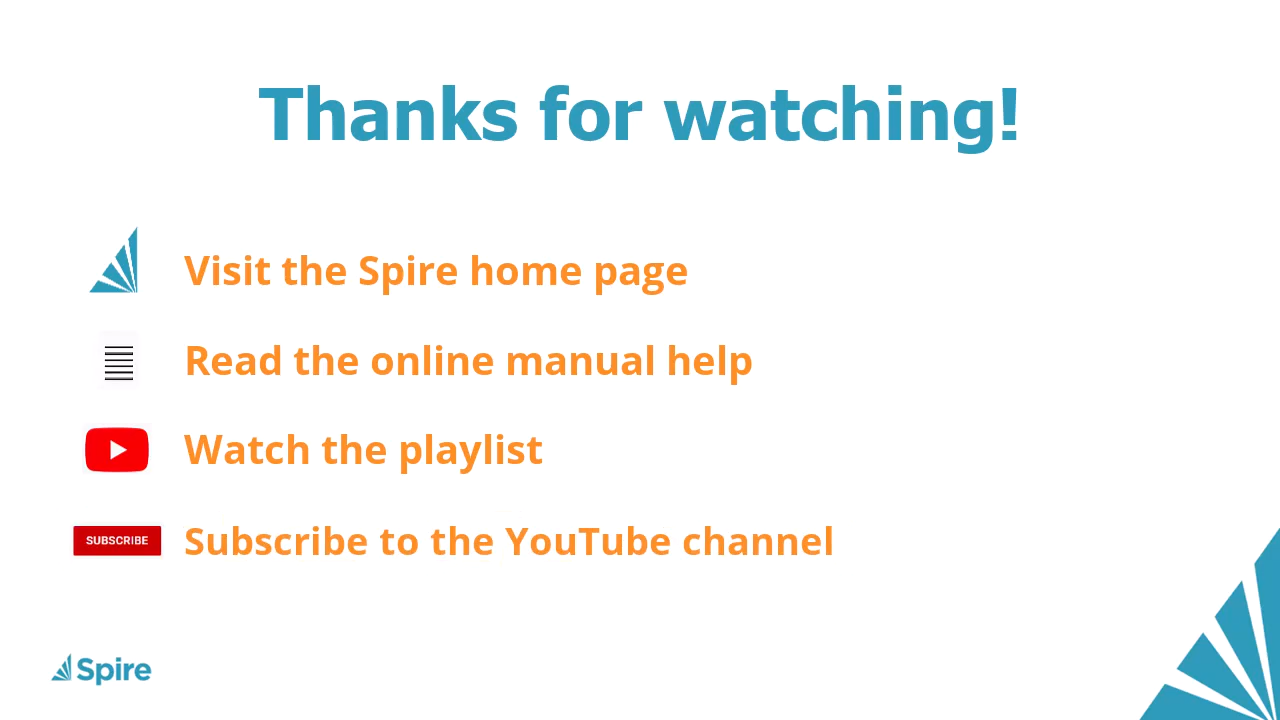 Thanks for watching!
Visit the Spire home page
Read the online manual help
Watch the playlist
SUBSCRIBE Subscribe to the YouTube channel
Spire